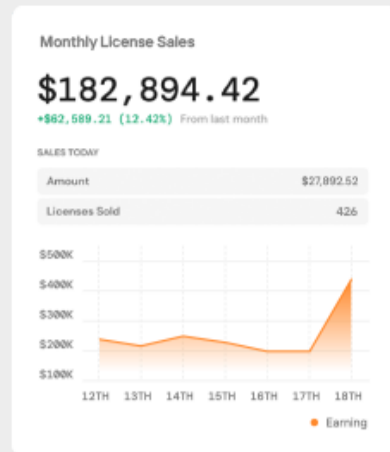 Monthly License Sales
$182,894.42
+$62,589.21 (12.42%) From last month
SALES TODAY
Amount $27,892.52
Licenses Sold 426
$500K
$400K
$300K
$200K
$100K
12TH 13TH 14TH 15TH 16TH 17TH 18TH
Earning